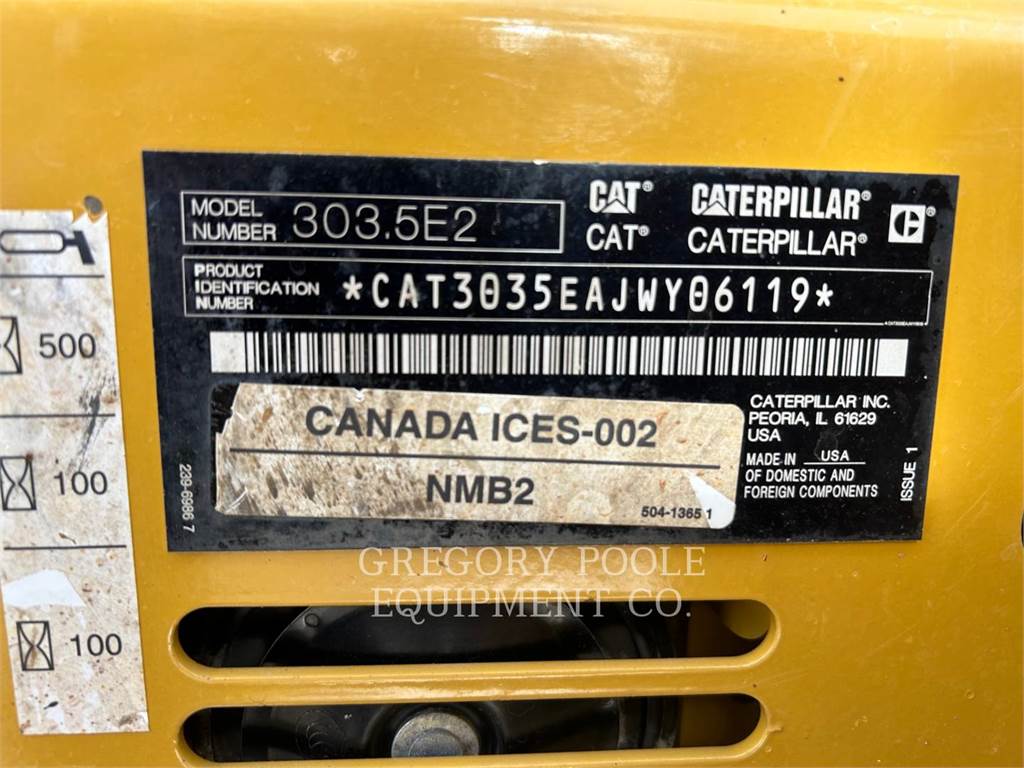 MODEL
NUMBER 303.5E2
CAT® CATERPILLAR®
CAT® CATERPILLAR®
PRODUCT
IDENTIFICATION
NUMBER
*CAT3035EAJWY06119*
CANADA ICES-002
NMB2
504-1365 1
CATERPILLAR INC.
PEORIA, IL 61629
USA
MADE IN USA
OF DOMESTIC AND
FOREIGN COMPONENTS
ISSUE 1
239-6986 7
500
100
100
GREGORY POOLE
EQUIPMENT CO.